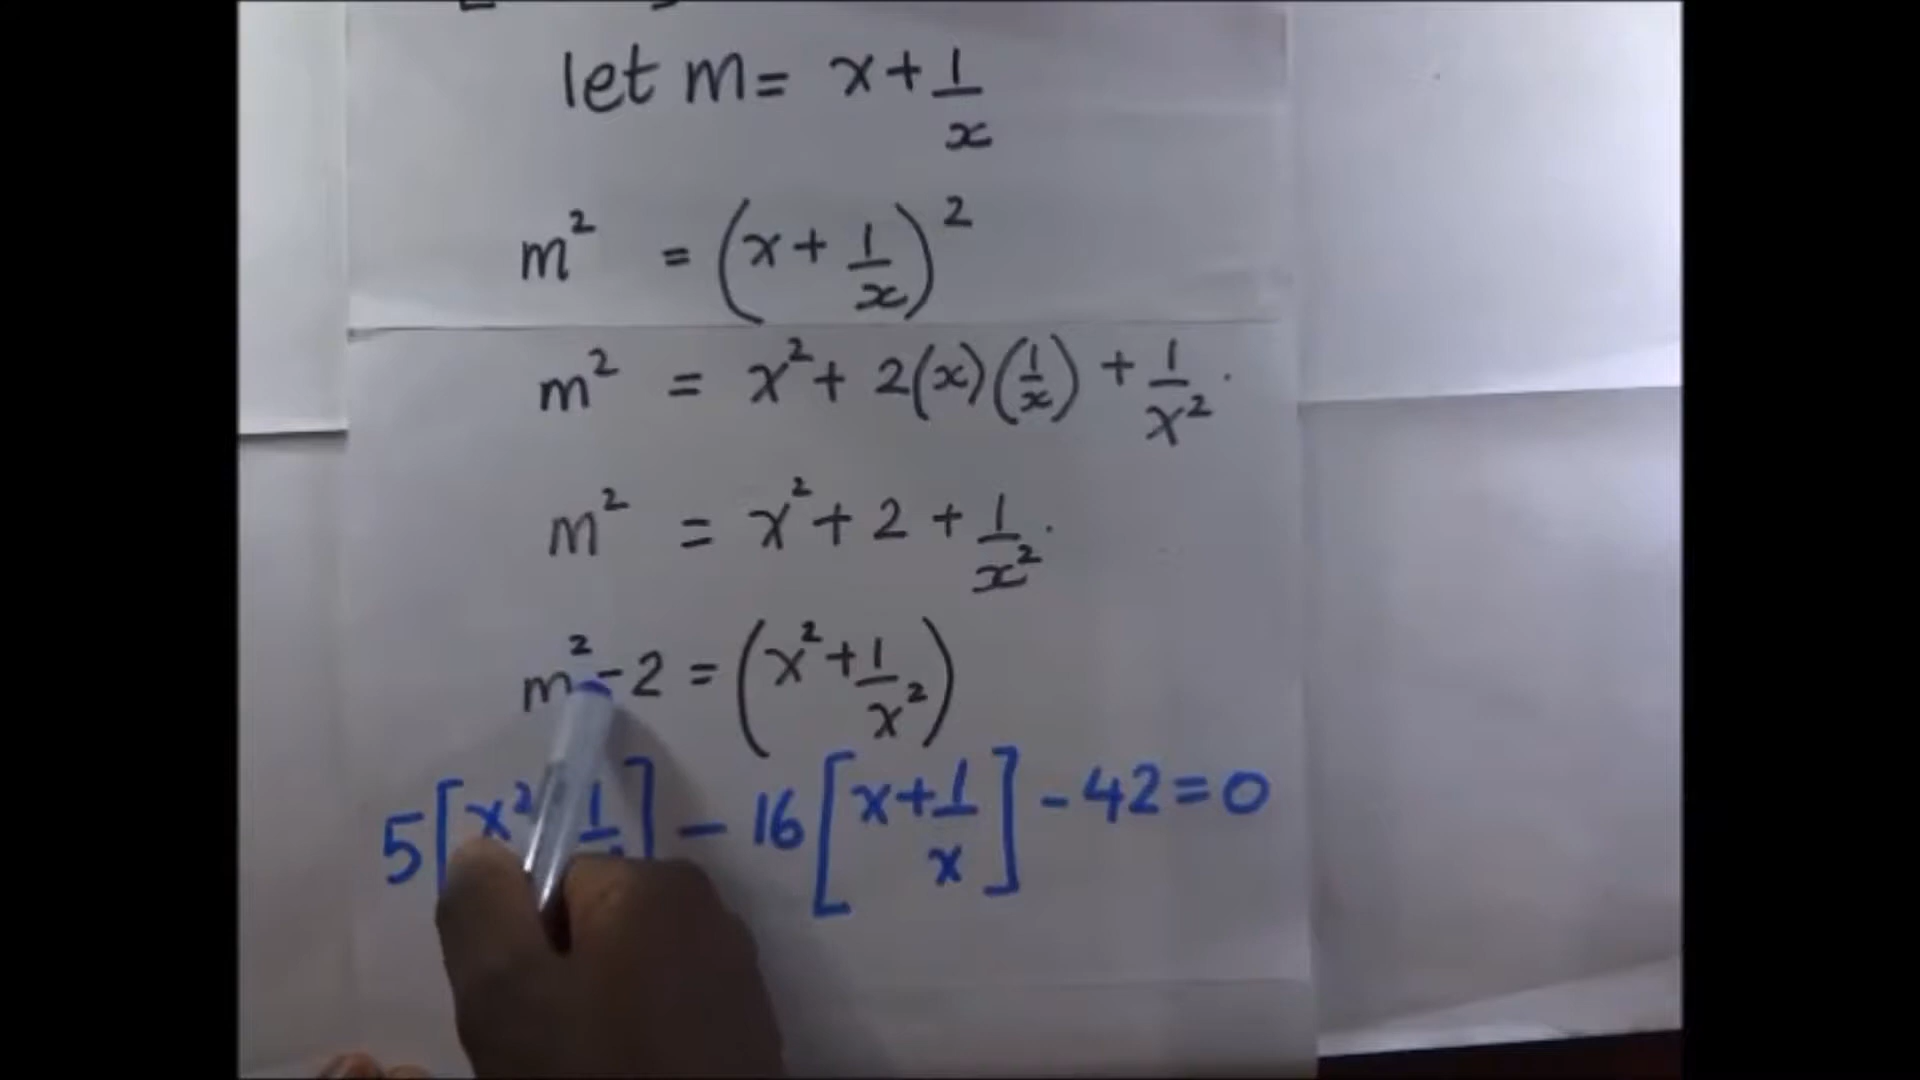 let m = x + 1/x
m² = (x + 1/x)²
m² = x² + 2(x)(1/x) + 1/x².
m² = x² + 2 + 1/x².
m² - 2 = (x² + 1/x²)
5[x² 1/ ] - 16[x + 1/x] - 42 = 0